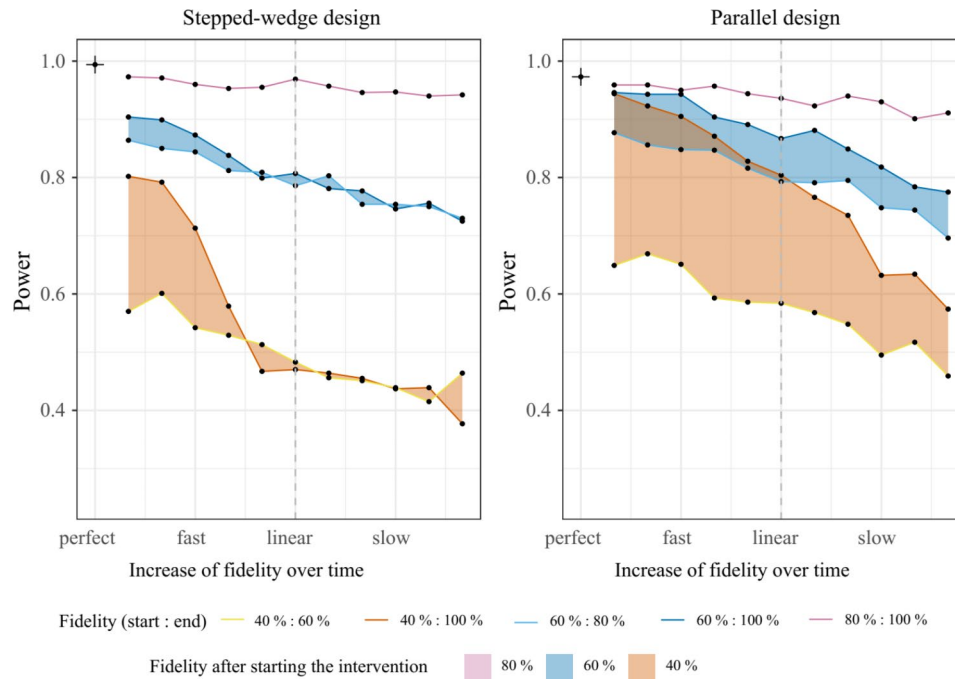 Stepped-wedge design
Parallel design
Power
1.0
0.8
0.6
0.4
perfect fast linear slow
Increase of fidelity over time
Power
1.0
0.8
0.6
0.4
perfect fast linear slow
Increase of fidelity over time
Fidelity (start : end) 40 % : 60 % 40 % : 100 % 60 % : 80 % 60 % : 100 % 80 % : 100 %
Fidelity after starting the intervention 80 % 60 % 40 %